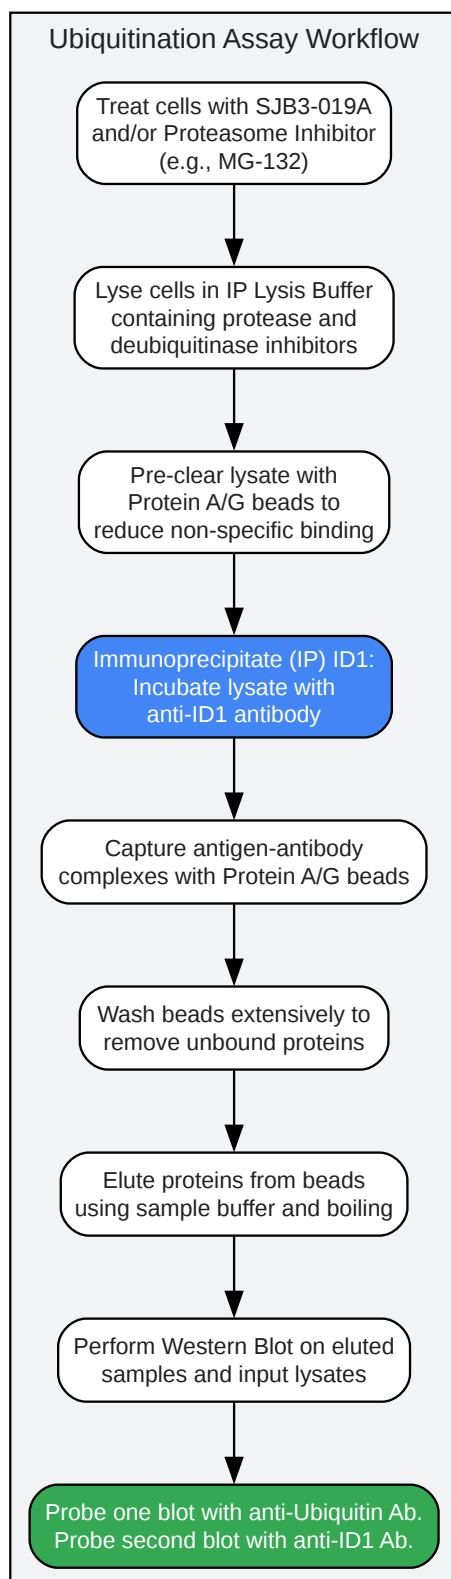 Ubiquitination Assay Workflow
Treat cells with SJB3-019A
and/or Proteasome Inhibitor
(e.g., MG-132)
Lyse cells in IP Lysis Buffer
containing protease and
deubiquitinase inhibitors
Pre-clear lysate with
Protein A/G beads to
reduce non-specific binding
Immunoprecipitate (IP) ID1:
Incubate lysate with
anti-ID1 antibody
Capture antigen-antibody
complexes with Protein A/G beads
Wash beads extensively to
remove unbound proteins
Elute proteins from beads
using sample buffer and boiling
Perform Western Blot on eluted
samples and input lysates
Probe one blot with anti-Ubiquitin Ab.
Probe second blot with anti-ID1 Ab.